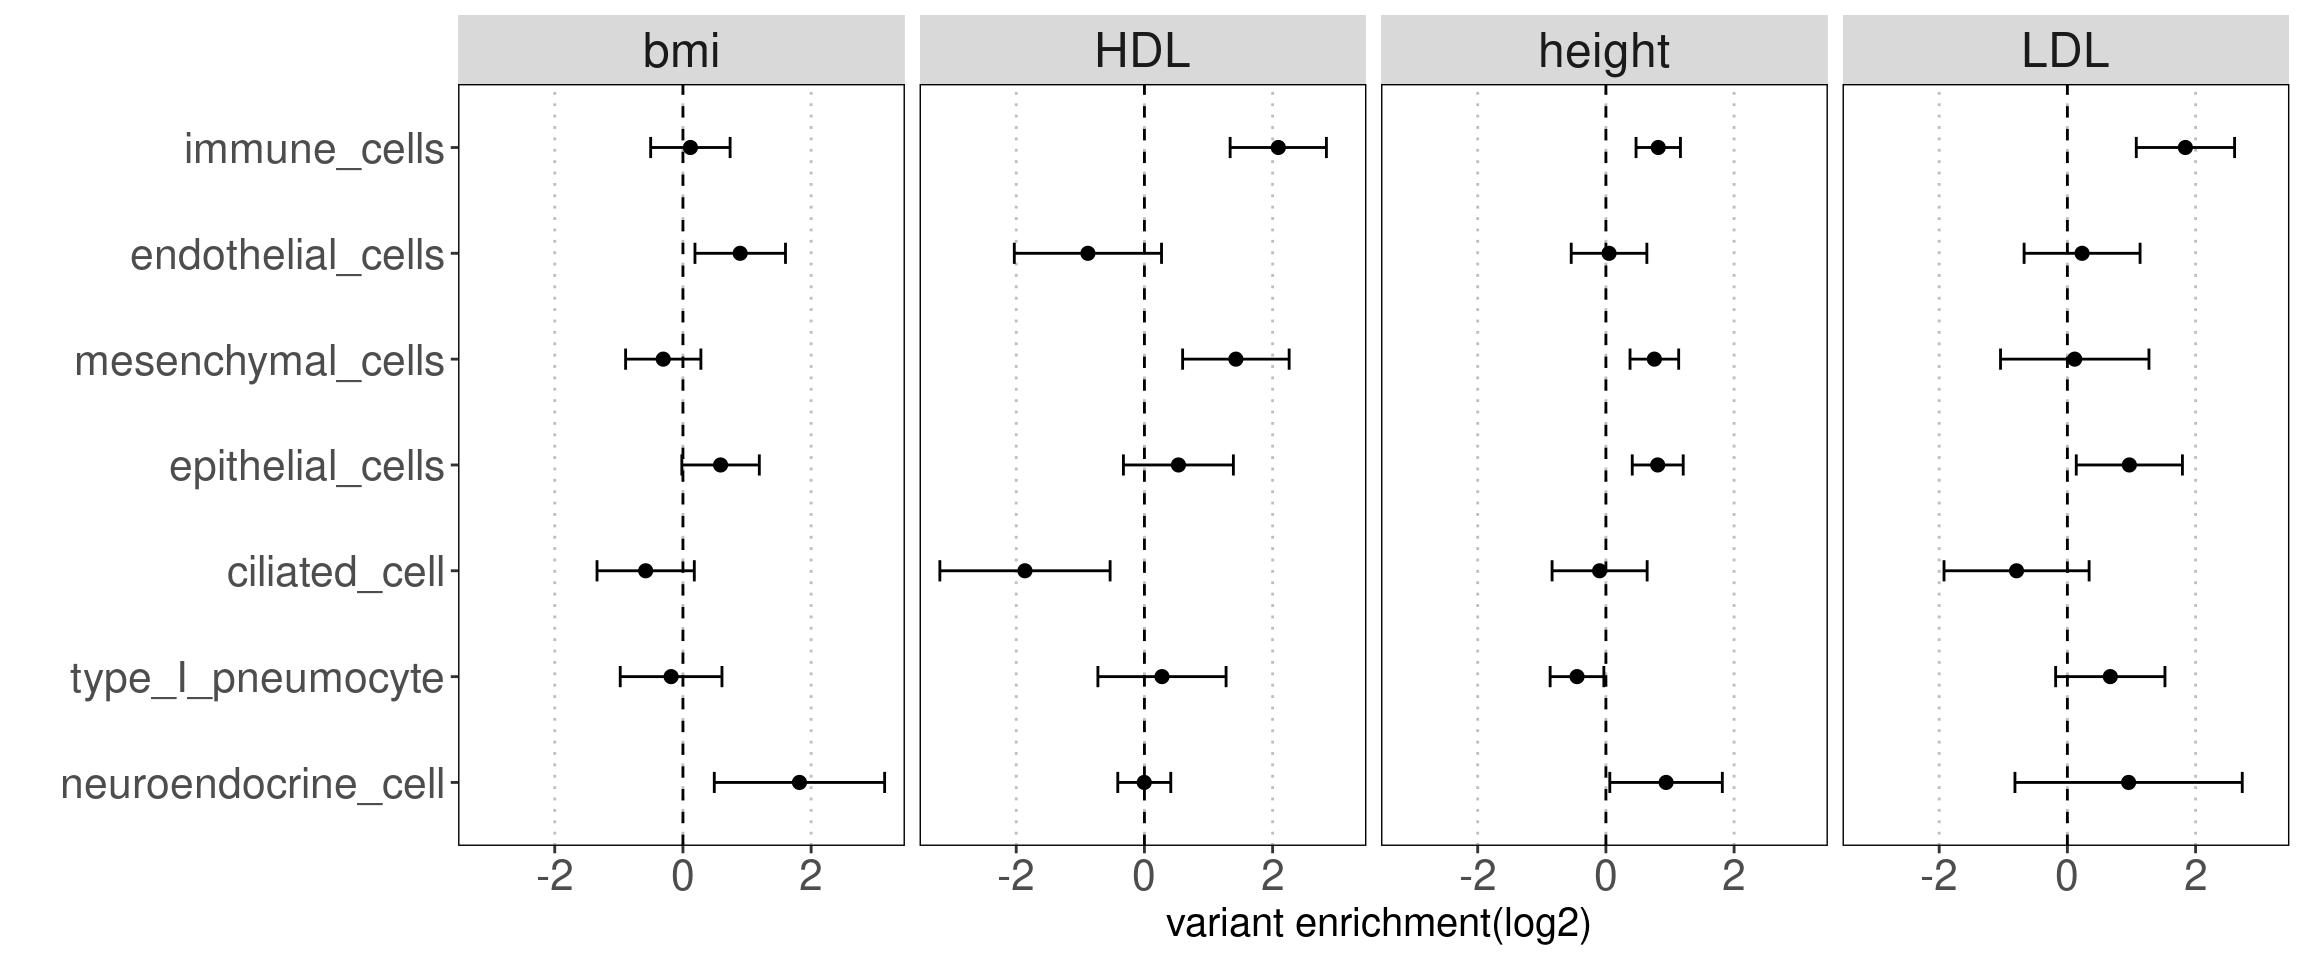 bmi HDL height LDL
immune_cells
endothelial_cells
mesenchymal_cells
epithelial_cells
ciliated_cell
type_I_pneumocyte
neuroendocrine_cell
-2 0 2 -2 0 2 -2 0 2 -2 0 2
variant enrichment(log2)